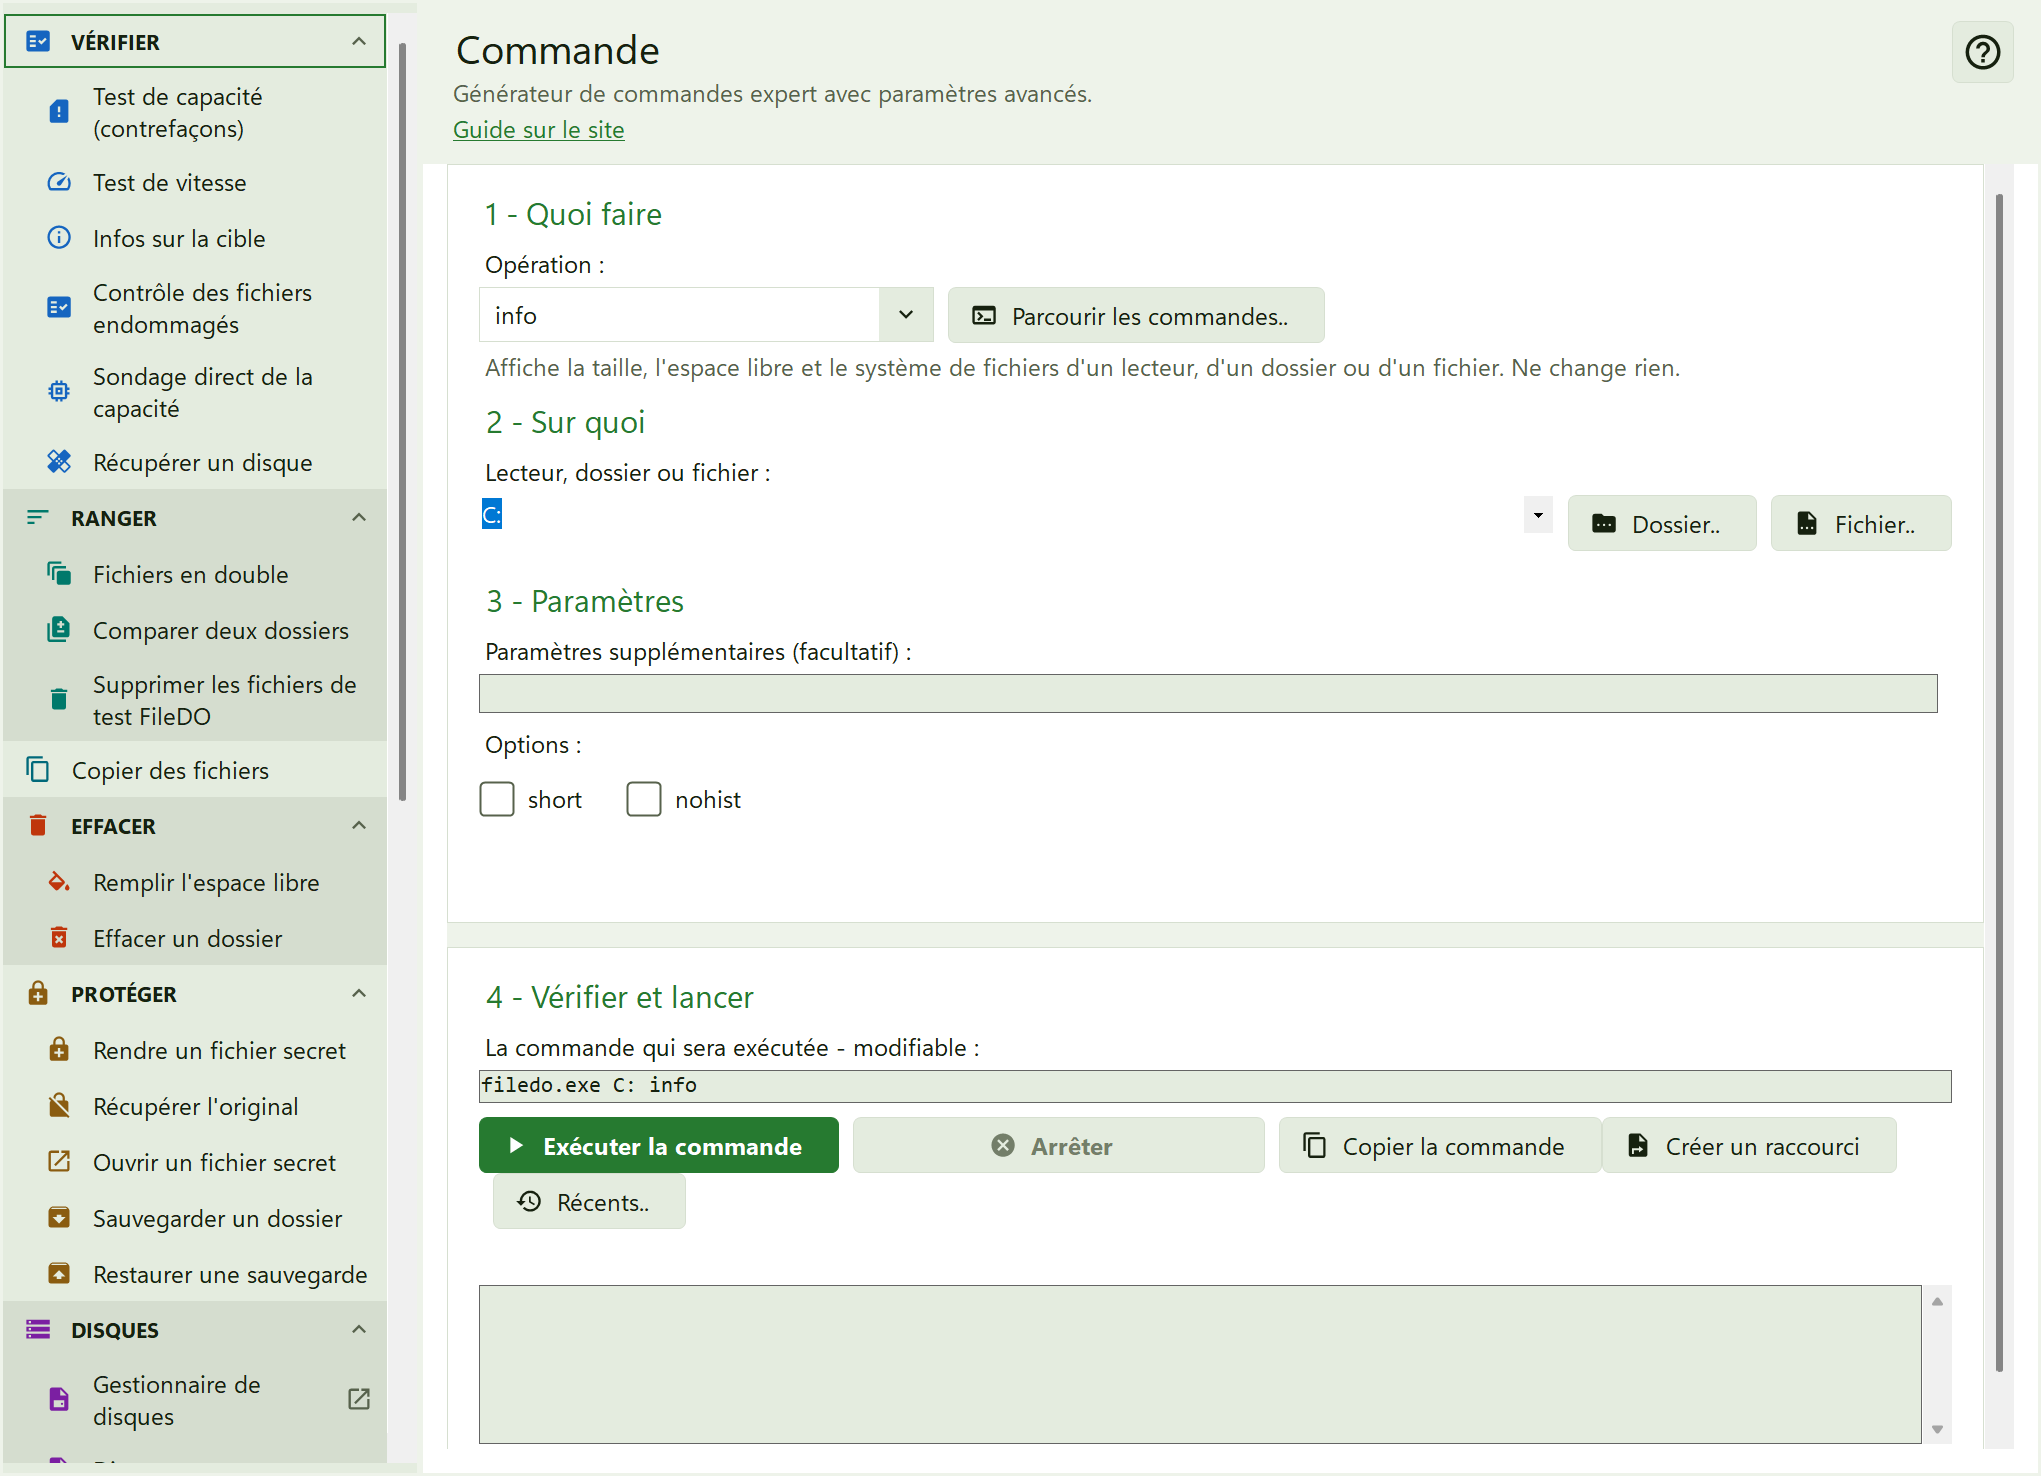 VÉRIFIER
Test de capacité
(contrefaçons)
Test de vitesse
Infos sur la cible
Contrôle des fichiers
endommagés
Sondage direct de la
capacité
Récupérer un disque
RANGER
Fichiers en double
Comparer deux dossiers
Supprimer les fichiers de
test FileDO
Copier des fichiers
EFFACER
Remplir l'espace libre
Effacer un dossier
PROTÉGER
Rendre un fichier secret
Récupérer l'original
Ouvrir un fichier secret
Sauvegarder un dossier
Restaurer une sauvegarde
DISQUES
Gestionnaire de
disques
Commande
Générateur de commandes expert avec paramètres avancés.
Guide sur le site
1 - Quoi faire
Opération :
info
Parcourir les commandes..
Affiche la taille, l'espace libre et le système de fichiers d'un lecteur, d'un dossier ou d'un fichier. Ne change rien.
2 - Sur quoi
Lecteur, dossier ou fichier :
C:
Dossier..
Fichier..
3 - Paramètres
Paramètres supplémentaires (facultatif) :
Options :
short
nohist
4 - Vérifier et lancer
La commande qui sera exécutée - modifiable :
filedo.exe C: info
Exécuter la commande
Arrêter
Copier la commande
Créer un raccourci
Récents..